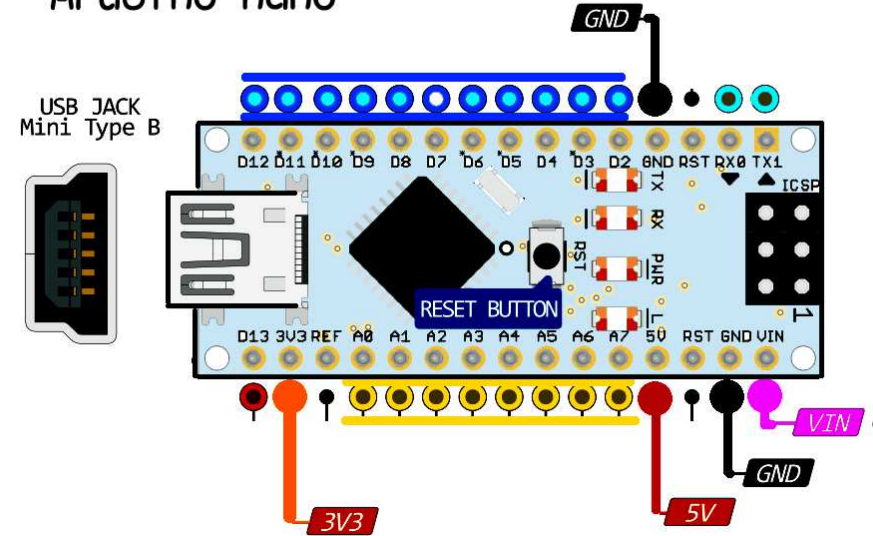 Arduino Nano
GND
USB JACK
Mini Type B
D12 *D11 *D10 *D9 D8 D7 *D6 *D5 D4 *D3 D2 GND RST RX0 TX1
TX
ICSP
RX
RST
PWR
RESET BUTTON
L
1
D13 3V3 REF A0 A1 A2 A3 A4 A5 A6 A7 5V RST GND VIN
VIN
GND
3V3
5V